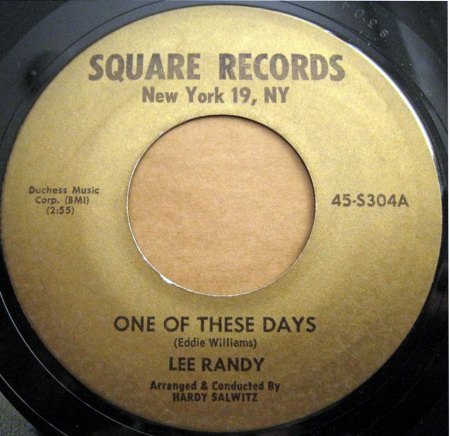 SQUARE RECORDS
New York 19, NY
Duchess Music
Corp. (BMI)
(2:55)
45-S304A
ONE OF THESE DAYS
(Eddie Williams)
LEE RANDY
Arranged & Conducted By
HARDY SALWITZ